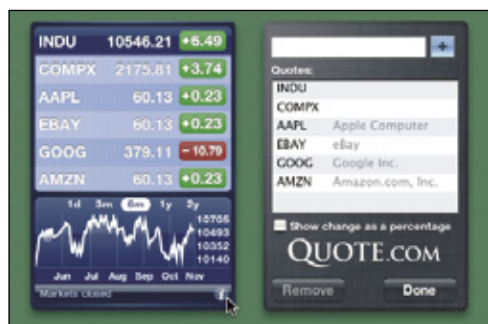 INDU 10546.21 +6.49
COMPX 2175.81 +3.74
AAPL 60.13 +0.23
EBAY 60.13 +0.23
GOOG 379.11 -10.79
AMZN 60.13 +0.23
1d 3m 6m 1y 2y
10705
10493
10352
10140
Jun Jul Aug Sep Oct Nov
Markets closed
i
+
Quotes:
INDU
COMPX
AAPL Apple Computer
EBAY eBay
GOOG Google Inc.
AMZN Amazon.com, Inc.
Show change as a percentage
QUOTE.COM
Remove Done